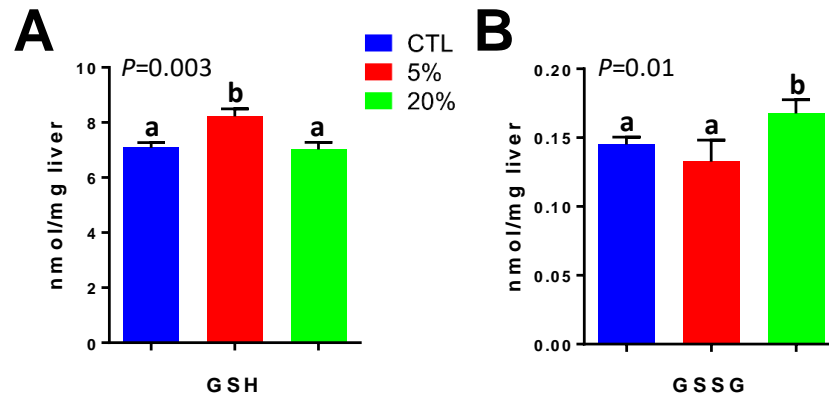 A
P=0.003
nmol/mg liver
10
8
6
4
2
0
a
b
a
GSH
CTL
5%
20%
B
P=0.01
nmol/mg liver
0.20
0.15
0.10
0.05
0.00
a
a
b
GSSG